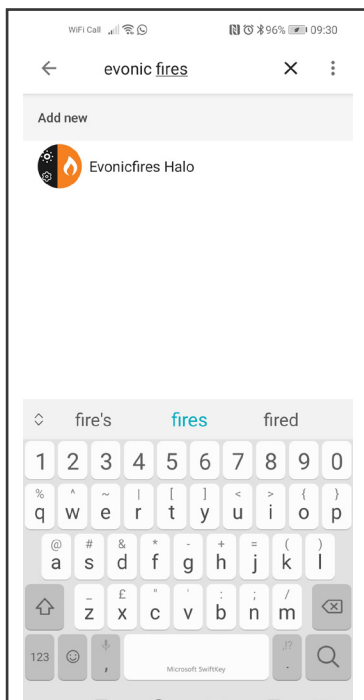 WiFi Call 96% 09:30
evonic fires
Add new
Evonicfires Halo
fire's fires fired
1 2 3 4 5 6 7 8 9 0
% ^ ~ | [ ] < > { }
q w e r t y u i o p
@ # & * - + = ( )
a s d f g h j k l
_ £ " ' : ; /
z x c v b n m
123 , Microsoft SwiftKey !? .